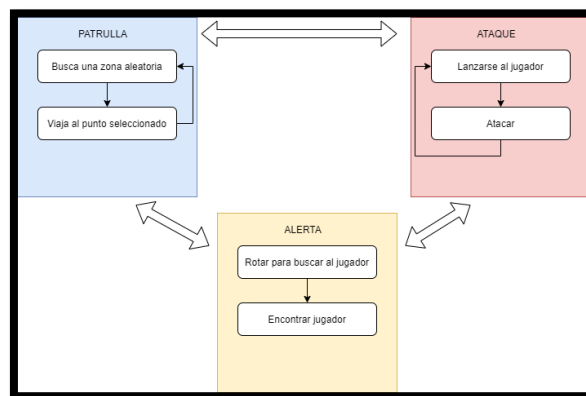 PATRULLA
Busca una zona aleatoria
Viaja al punto seleccionado
ATAQUE
Lanzarse al jugador
Atacar
ALERTA
Rotar para buscar al jugador
Encontrar jugador